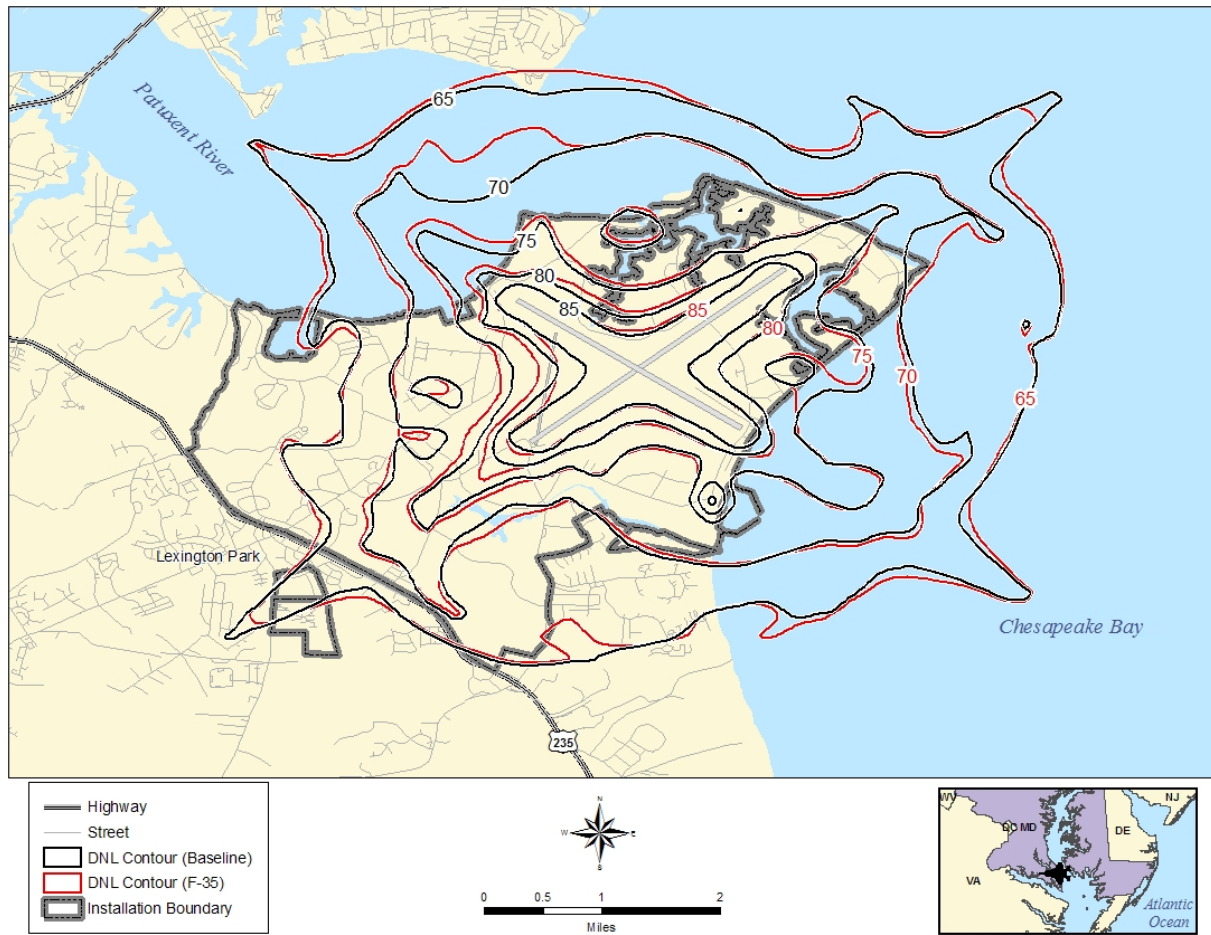 Patuxent River
65
70
75
80
85
85
80
75
70
65
Lexington Park
Chesapeake Bay
235
Highway
Street
DNL Contour (Baseline)
DNL Contour (F-35)
Installation Boundary
N
W
E
S
0 0.5 1 2
Miles
WV
NJ
DC MD
DE
VA
Atlantic
Ocean